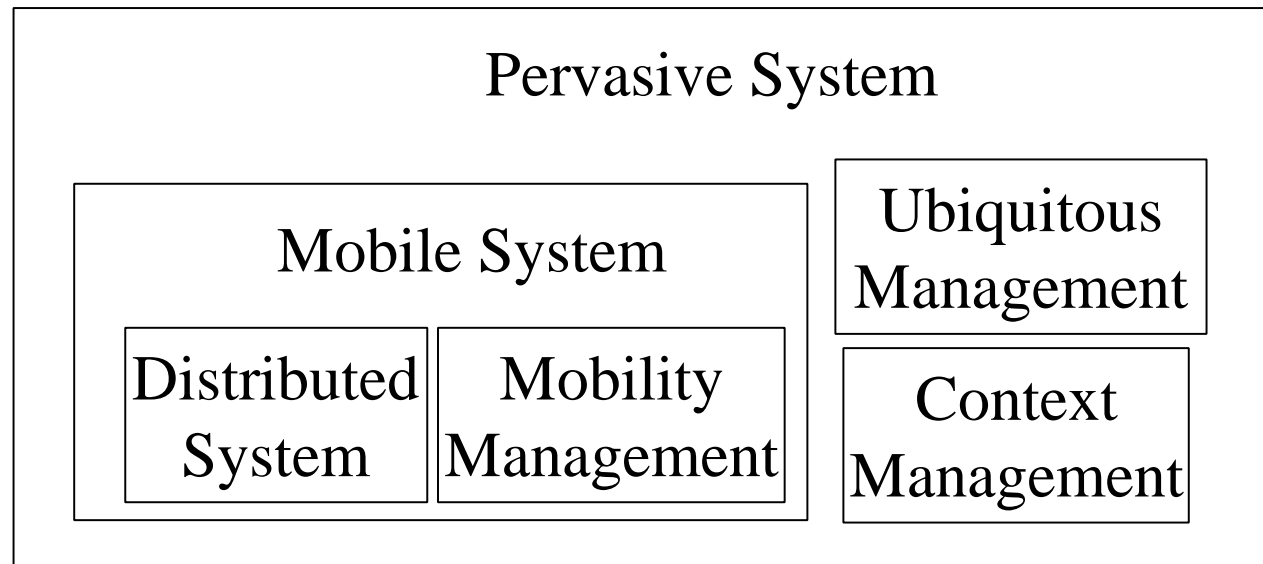 Pervasive System
Mobile System
Distributed
System
Mobility
Management
Ubiquitous
Management
Context
Management